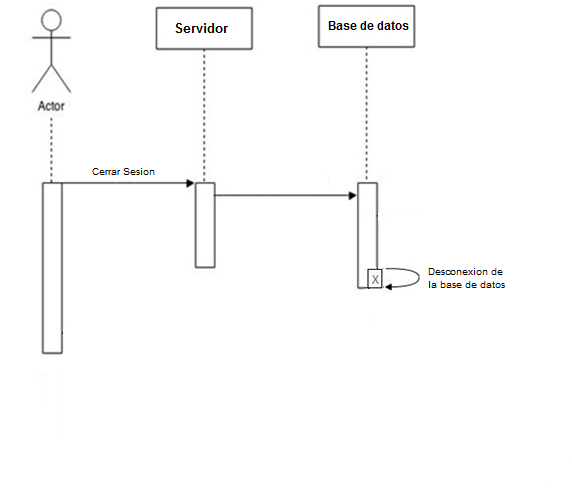 Servidor
Base de datos
Actor
Cerrar Sesion
Desconexion de
la base de datos
X